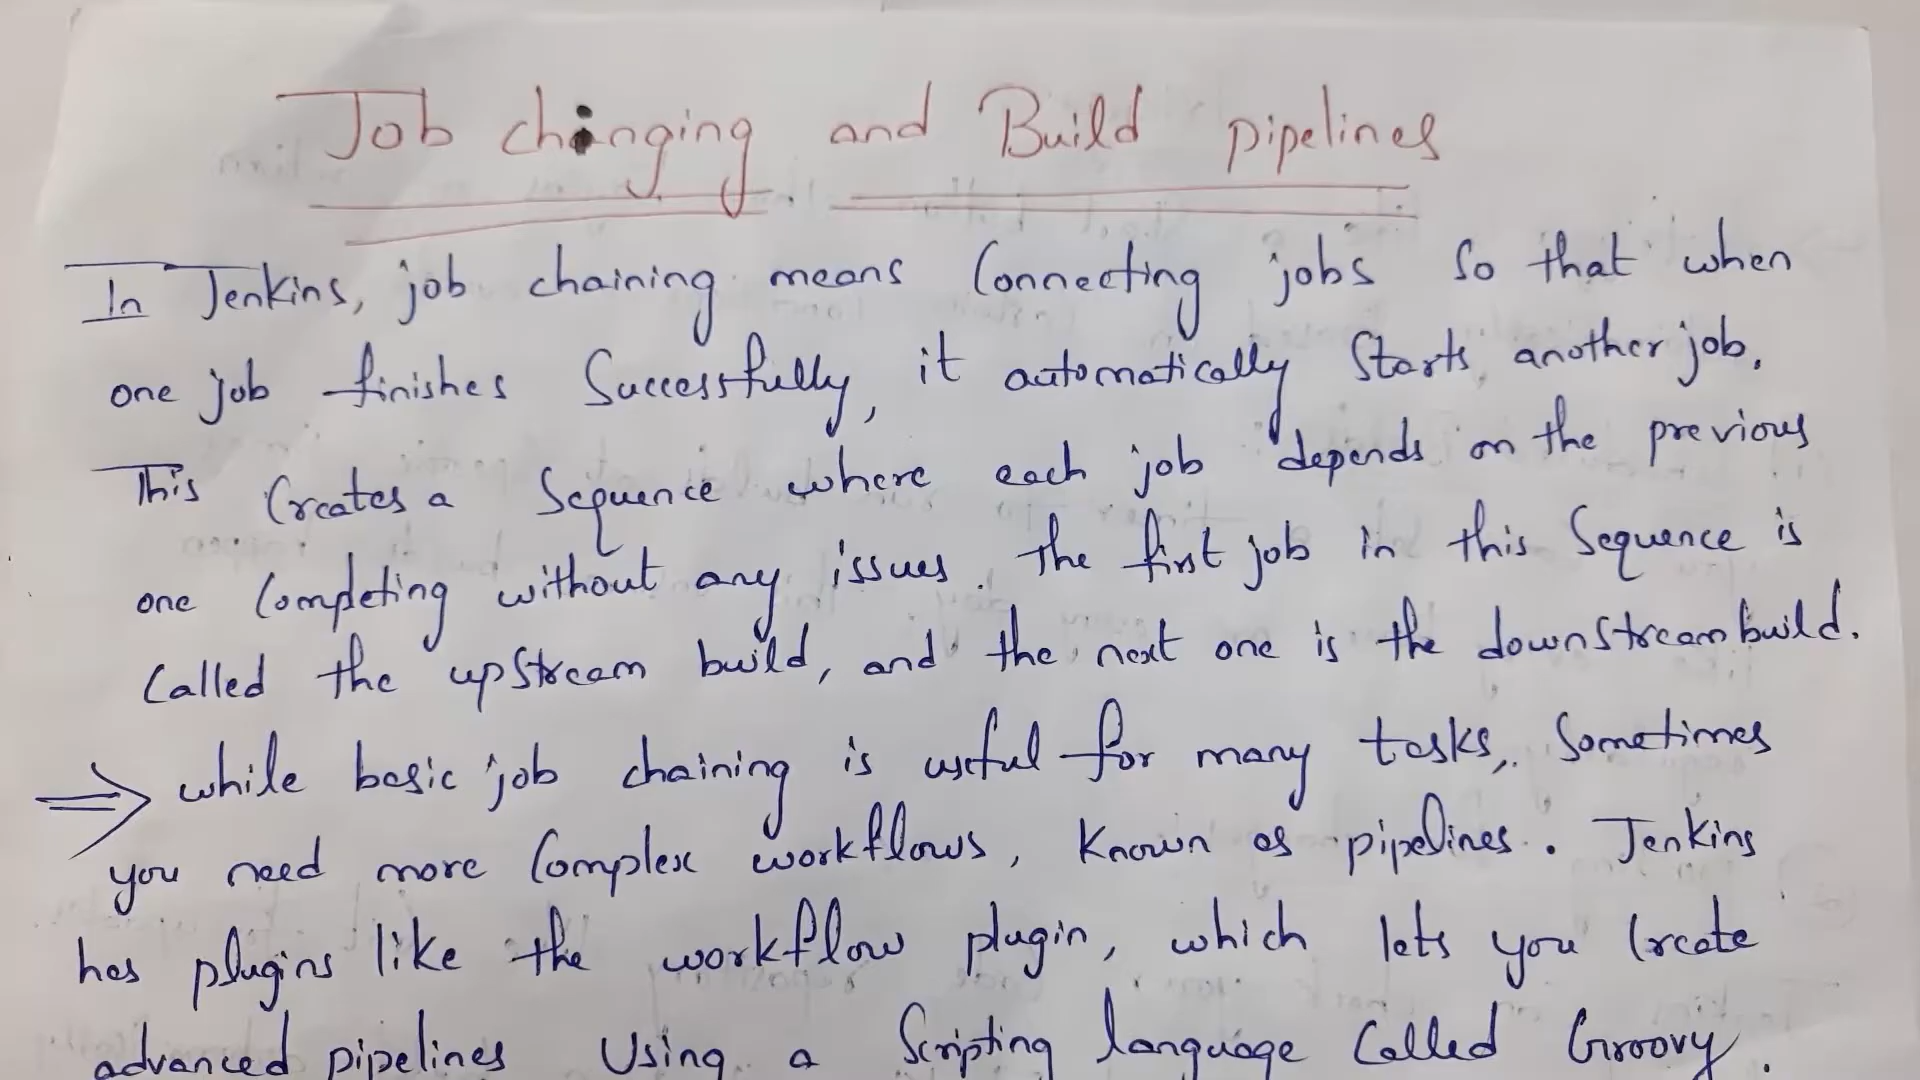 Job chinging and Build pipelines
In Jenkins, job chaining means Connecting jobs So that when
one job finishes Successfully, it automatically Starts another job.
This Creates a Sequence where each job depends on the previous
one Completing without any issues. The first job in this Sequence is
Called the upstream build, and the next one is the downstream build.
⇒ while basic job chaining is useful for many tasks, Sometimes
you need more Complex workflows, Known as pipelines. Jenkins
has plugins like the workflow plugin, which lets you Create
advanced pipelines Using a Scripting language Called Groovy.